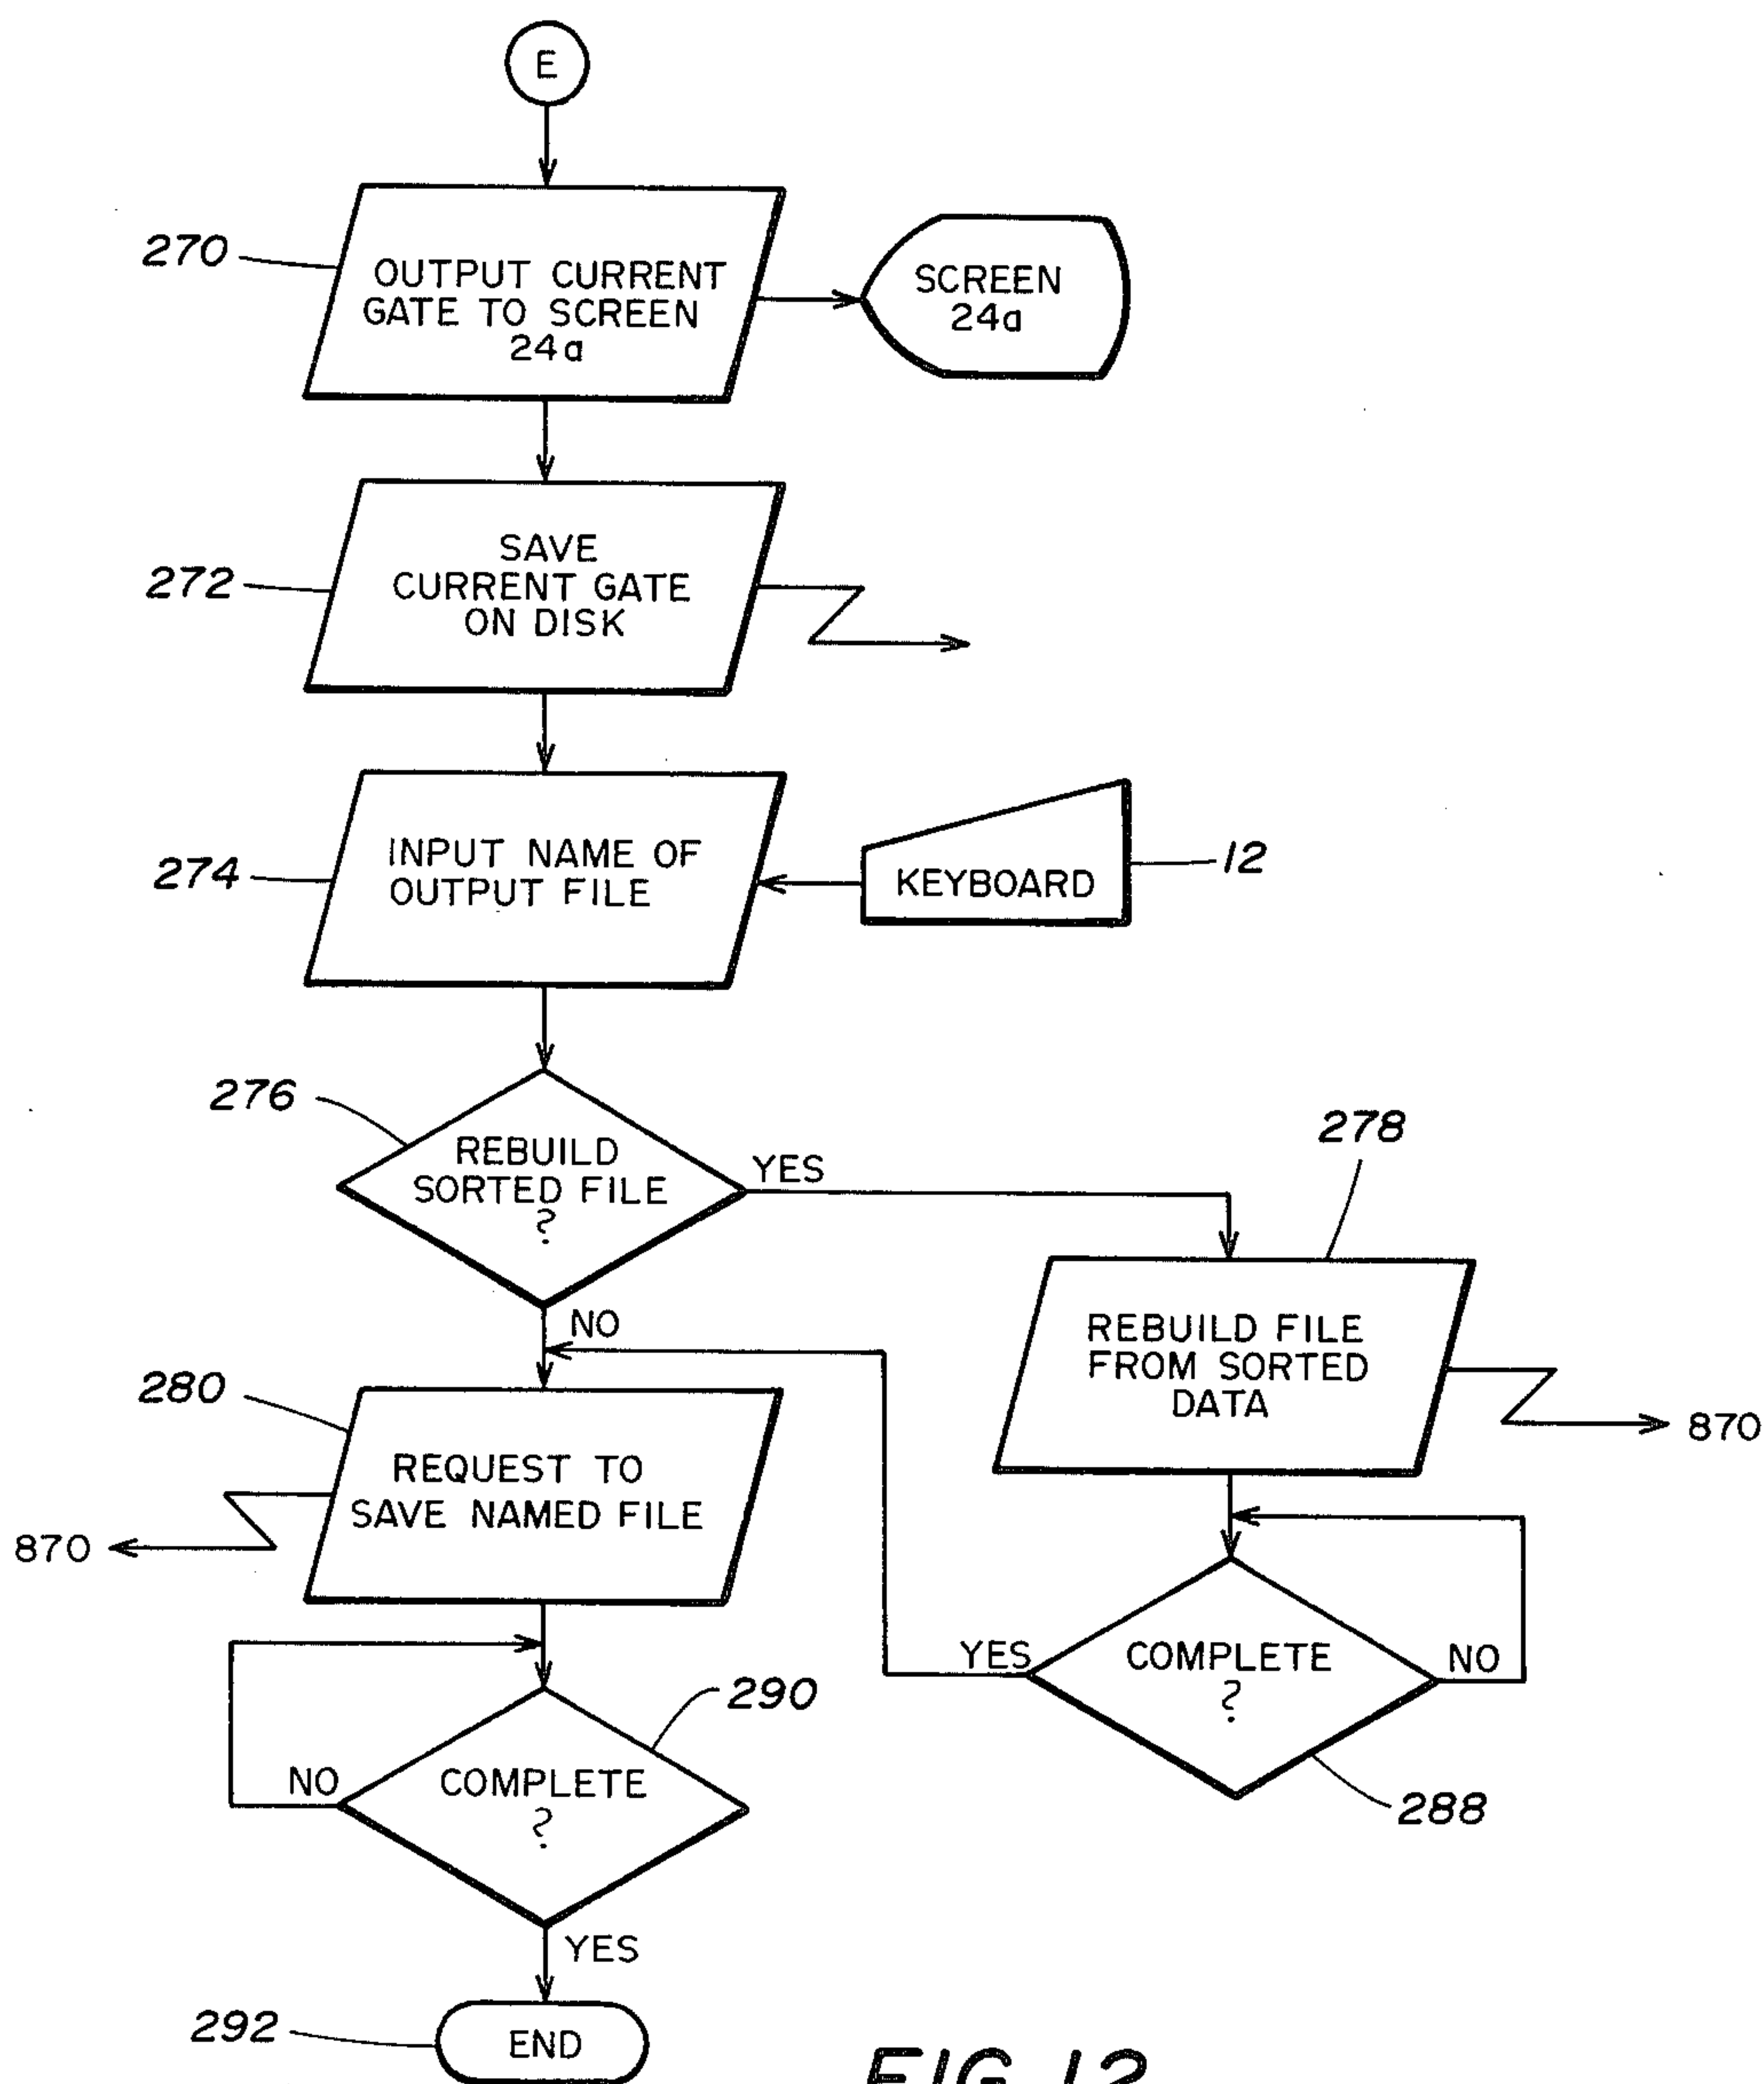 E
270
OUTPUT CURRENT
GATE TO SCREEN
24a
SCREEN
24a
272
SAVE
CURRENT GATE
ON DISK
274
INPUT NAME OF
OUTPUT FILE
KEYBOARD
12
276
REBUILD
SORTED FILE
?
YES
NO
278
REBUILD FILE
FROM SORTED
DATA
870
280
REQUEST TO
SAVE NAMED FILE
870
COMPLETE
?
YES
NO
288
290
COMPLETE
?
NO
YES
292
END
FIG. 12